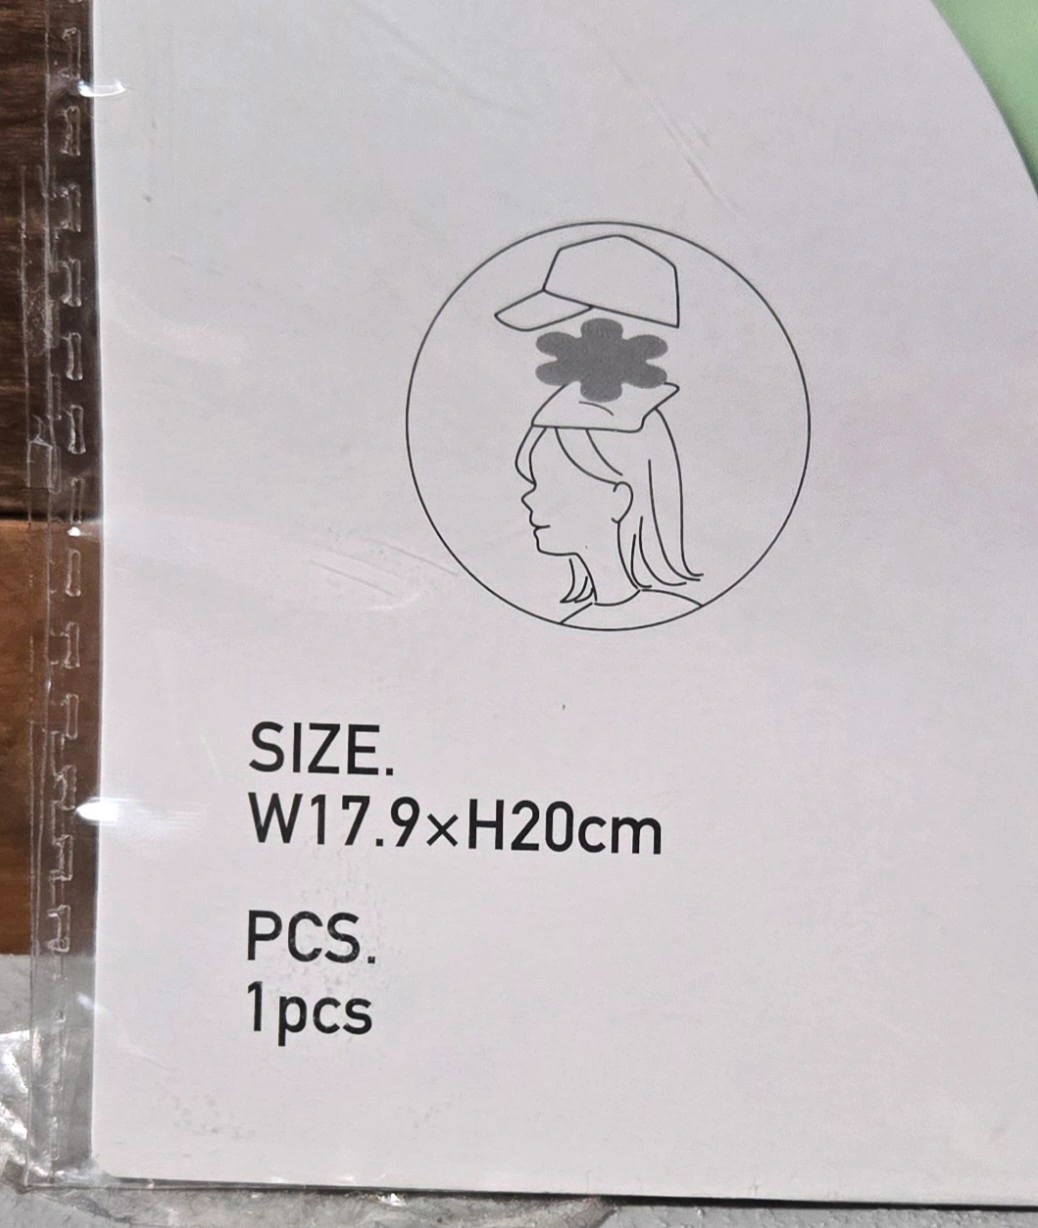 SIZE.
W17.9×H20cm
PCS.
1pcs